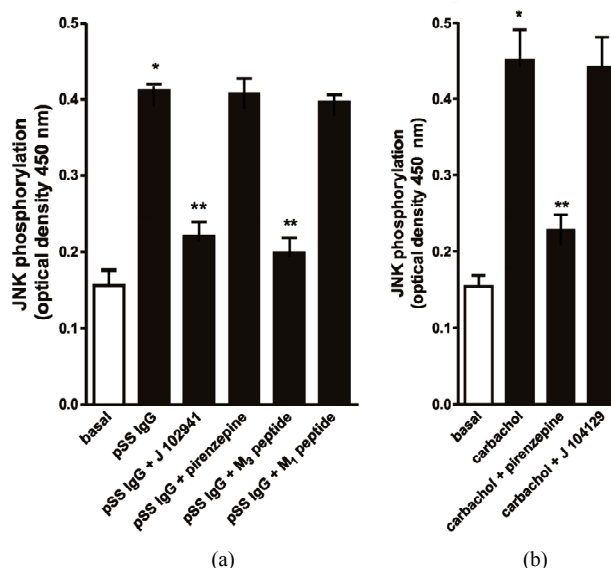 JNK phosphorylation
(optical density 450 nm)
0.5
0.4
0.3
0.2
0.1
0.0
*
**
**
basal
pSS IgG
pSS IgG + J 102941
pSS IgG + pirenzepine
pSS IgG + M3 peptide
pSS IgG + M1 peptide
(a)
JNK phosphorylation
(optical density 450 nm)
0.5
0.4
0.3
0.2
0.1
0.0
*
**
basal
carbachol
carbachol + pirenzepine
carbachol + J 104129
(b)